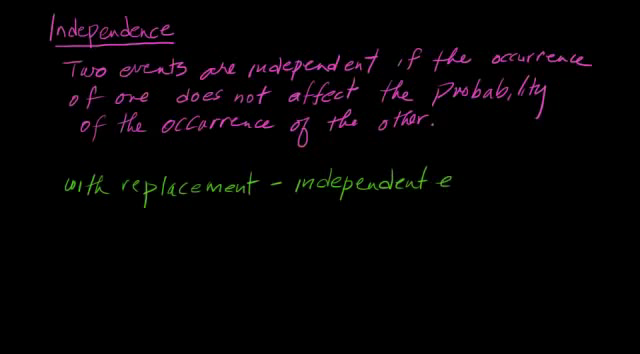 Independence
Two events are independent if the occurrence
of one does not affect the Probability
of the occurrence of the other.
with replacement - independent e